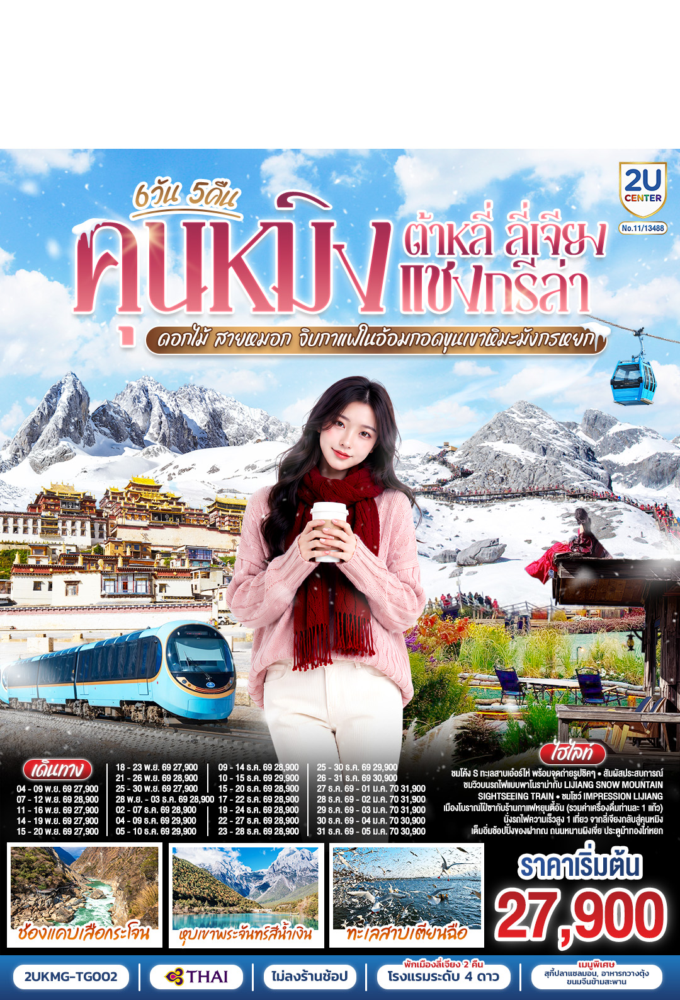 6วัน 5คืน
คุนหมิง
ต้าหลี่ ลี่เจียง
แชงกรีล่า
ดอกไม้ สายหมอก จิบกาแฟในอ้อมกอดขุนเขาหิมะมังกรหยก
2U
CENTER
No.11/13488
เดินทาง
04 - 09 พ.ย. 69 27,900
07 - 12 พ.ย. 69 28,900
11 - 16 พ.ย. 69 27,900
14 - 19 พ.ย. 69 27,900
15 - 20 พ.ย. 69 27,900
18 - 23 พ.ย. 69 27,900
21 - 26 พ.ย. 69 28,900
25 - 30 พ.ย. 69 27,900
28 พ.ย. - 03 ธ.ค. 69 28,900
02 - 07 ธ.ค. 69 28,900
04 - 09 ธ.ค. 69 29,900
05 - 10 ธ.ค. 69 29,900
09 - 14 ธ.ค. 69 28,900
10 - 15 ธ.ค. 69 29,900
15 - 20 ธ.ค. 69 28,900
17 - 22 ธ.ค. 69 28,900
19 - 24 ธ.ค. 69 28,900
22 - 27 ธ.ค. 69 28,900
23 - 28 ธ.ค. 69 28,900
25 - 30 ธ.ค. 69 29,900
26 - 31 ธ.ค. 69 30,900
27 ธ.ค. 69 - 01 ม.ค. 70 31,900
28 ธ.ค. 69 - 02 ม.ค. 70 31,900
29 ธ.ค. 69 - 03 ม.ค. 70 31,900
30 ธ.ค. 69 - 04 ม.ค. 70 30,900
31 ธ.ค. 69 - 05 ม.ค. 70 30,900
ไฮไลท์
ชมโค้ง S ทะเลสาบเอ๋อร์ไห่ พร้อมจุดถ่ายรูปชิคๆ • สัมผัสประสบการณ์
ชมวิวบนรถไฟแบบพาโนราม่ากับ LIJIANG SNOW MOUNTAIN
SIGHTSEEING TRAIN • ชมโชว์ IMPRESSION LIJIANG
เมืองโบราณไป๋ซากับร้านกาแฟหยุนตี้อัน (รวมค่าเครื่องดื่มท่านละ 1 แก้ว)
นั่งรถไฟความเร็วสูง 1 เที่ยว จากลี่เจียงกลับสู่คุนหมิง
เต็มอิ่มช้อปปิ้งของฝากณ ถนนหนานผิงเจี่ย ประตูม้าทองไก่หยก
ช่องแคบเสือกระโจน
หุบเขาพระจันทร์สีน้ำเงิน
ทะเลสาบเตียนฉือ
ราคาเริ่มต้น
27,900
2UKMG-TG002
THAI
ไม่ลงร้านช้อป
พักเมืองลี่เจียง 2 คืน
โรงแรมระดับ 4 ดาว
เมนูพิเศษ
สุกี้ปลาแซลมอน, อาหารกวางตุ้ง
ขนมจีนข้ามสะพาน